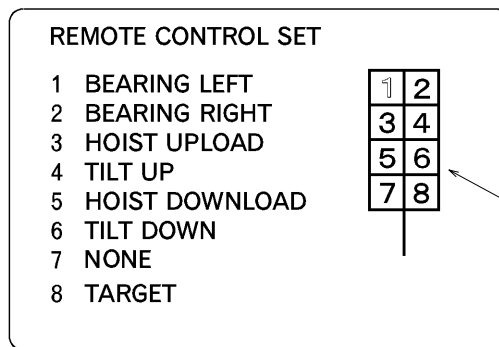 REMOTE CONTROL SET
1 BEARING LEFT
2 BEARING RIGHT
3 HOIST UPLOAD
4 TILT UP
5 HOIST DOWNLOAD
6 TILT DOWN
7 NONE
8 TARGET
1 2
3 4
5 6
7 8